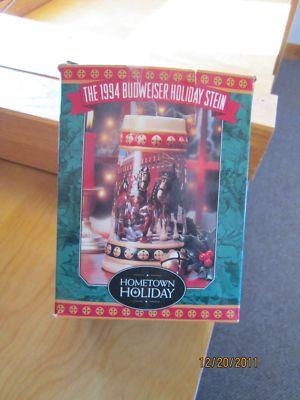 THE 1994 BUDWEISER HOLIDAY STEIN
HOMETOWN
HOLIDAY
12/20/2011